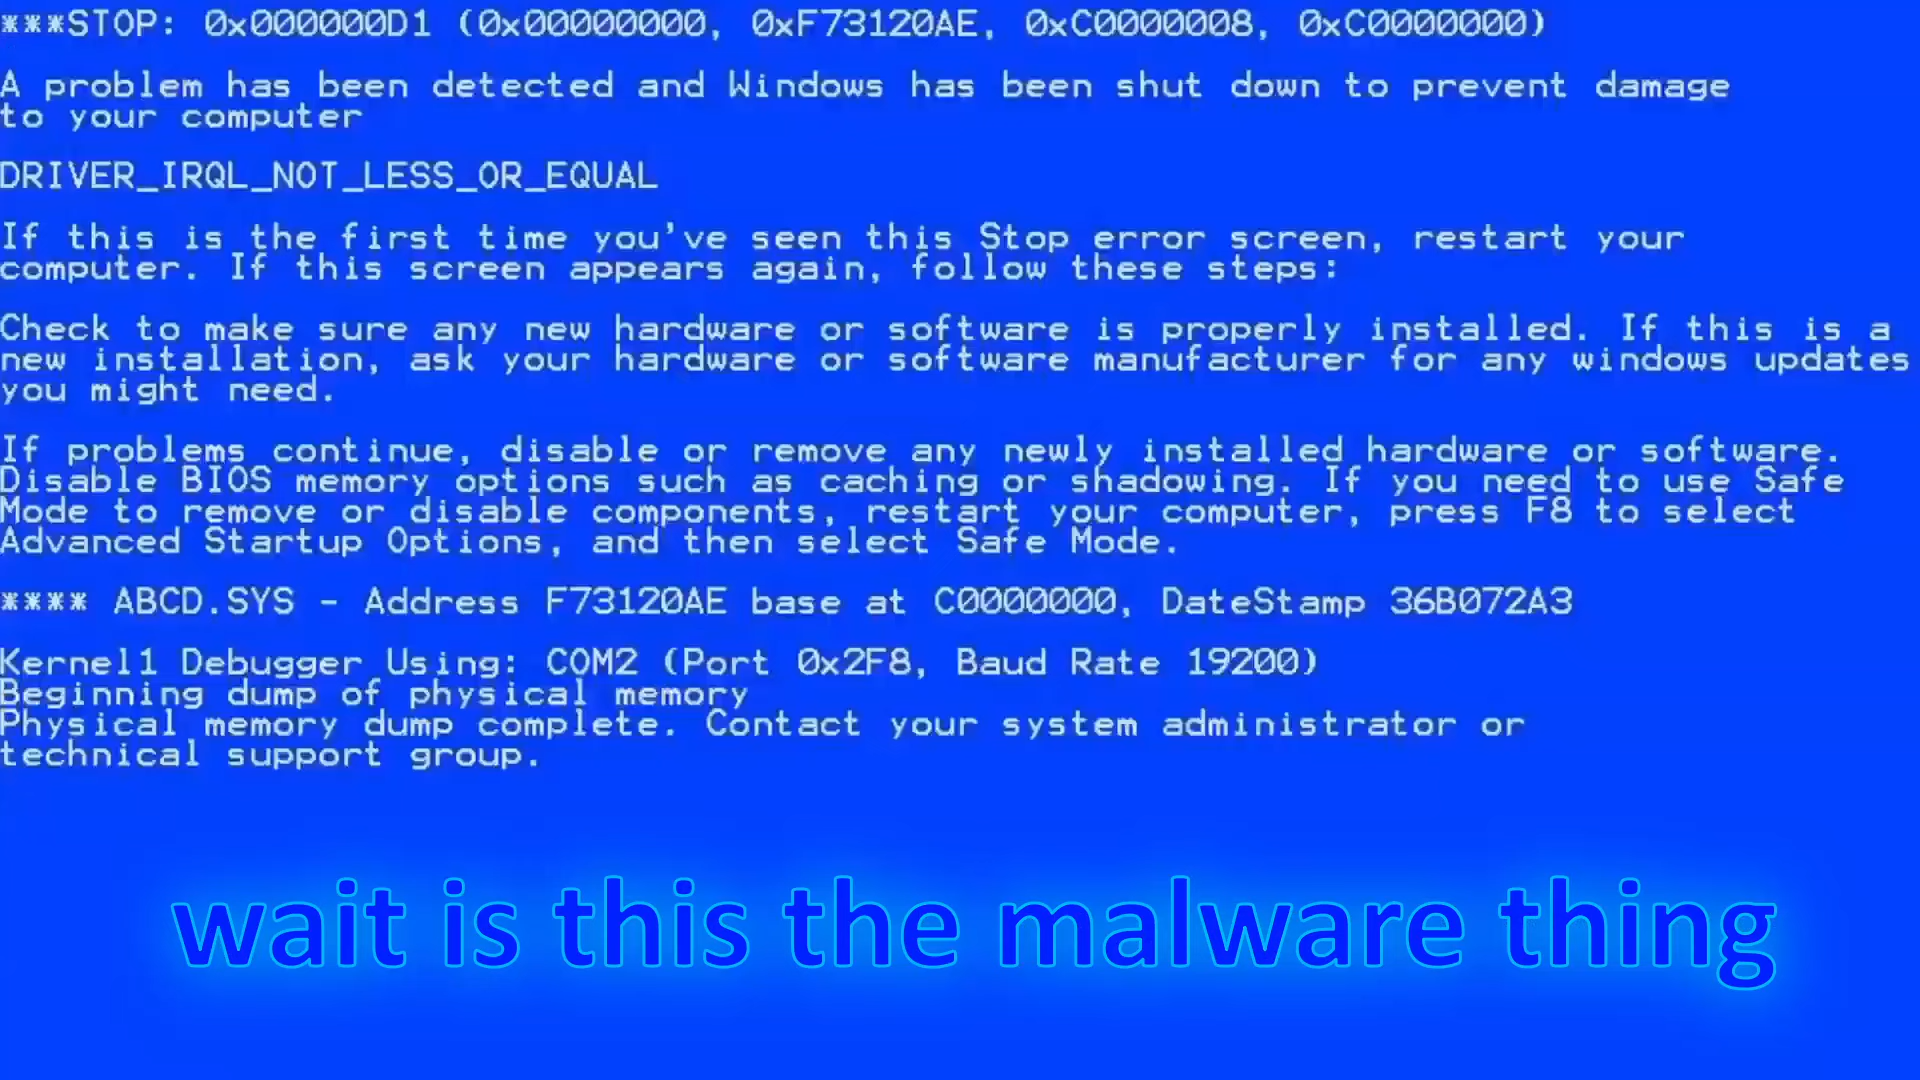 ***STOP: 0x000000D1 (0x00000000, 0xF73120AE, 0xC0000008, 0xC0000000)
A problem has been detected and Windows has been shut down to prevent damage
to your computer
DRIVER_IRQL_NOT_LESS_OR_EQUAL
If this is the first time you've seen this Stop error screen, restart your
computer. If this screen appears again, follow these steps:
Check to make sure any new hardware or software is properly installed. If this is a
new installation, ask your hardware or software manufacturer for any windows updates
you might need.
If problems continue, disable or remove any newly installed hardware or software.
Disable BIOS memory options such as caching or shadowing. If you need to use Safe
Mode to remove or disable components, restart your computer, press F8 to select
Advanced Startup Options, and then select Safe Mode.
**** ABCD.SYS - Address F73120AE base at C0000000, DateStamp 36B072A3
Kernel1 Debugger Using: COM2 (Port 0x2F8, Baud Rate 19200)
Beginning dump of physical memory
Physical memory dump complete. Contact your system administrator or
technical support group.
wait is this the malware thing